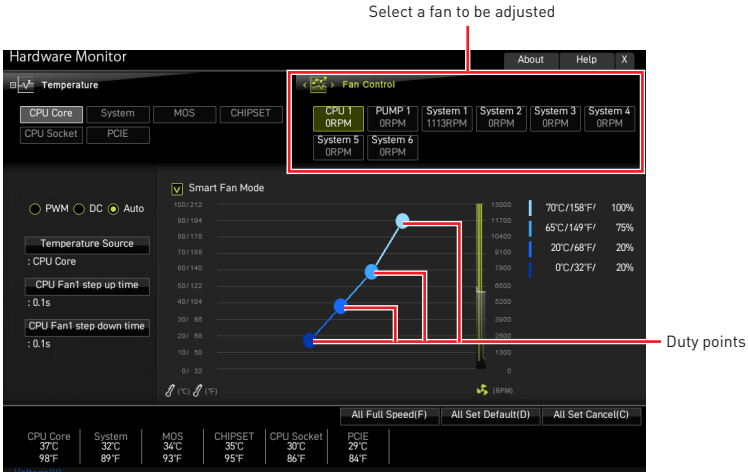 Select a fan to be adjusted
Hardware Monitor
About Help X
Temperature
Fan Control
CPU Core System MOS CHIPSET
CPU Socket PCIE
CPU 1 PUMP 1 System 1 System 2 System 3 System 4
0RPM 0RPM 1113RPM 0RPM 0RPM 0RPM
System 5 System 6
0RPM 0RPM
PWM DC Auto
Temperature Source
: CPU Core
CPU Fan1 step up time
: 0.1s
CPU Fan1 step down time
: 0.1s
Smart Fan Mode
100/212 13000
90/194 11700
80/176 10400
70/158 9100
60/140 7800
50/122 6500
40/104 5200
30/ 86 3900
20/ 68 2600
10/ 50 1300
0/ 32 0
(°C) (°F) (RPM)
70°C/158°F/ 100%
65°C/149°F/ 75%
20°C/68°F/ 20%
0°C/32°F/ 20%
Duty points
All Full Speed(F) All Set Default(D) All Set Cancel(C)
CPU Core System MOS CHIPSET CPU Socket PCIE
37°C 32°C 34°C 35°C 30°C 29°C
98°F 89°F 93°F 95°F 86°F 84°F